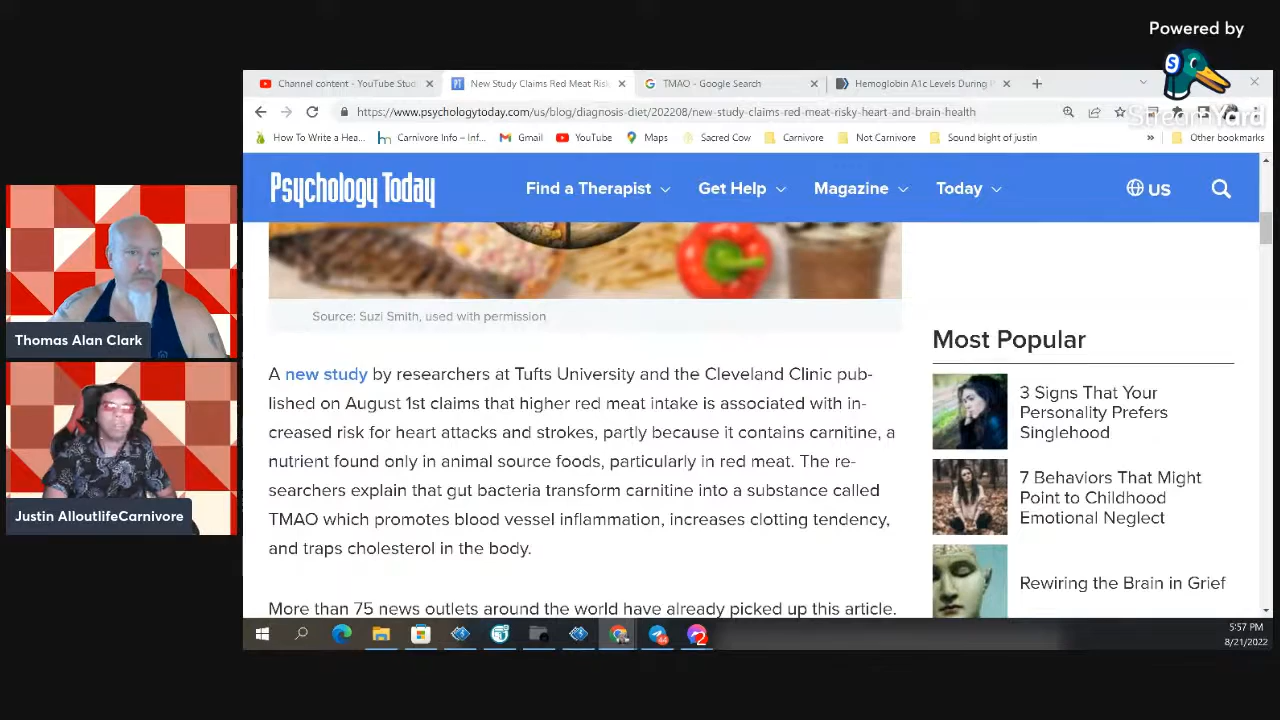 Powered by
StreamYard
Channel content - YouTube Stud
New Study Claims Red Meat Risk
TMAO - Google Search
Hemoglobin A1c Levels During
https://www.psychologytoday.com/us/blog/diagnosis-diet/202208/new-study-claims-red-meat-risky-heart-and-brain-health
How To Write a Hea...
Carnivore Info – Inf...
Gmail
YouTube
Maps
Sacred Cow
Carnivore
Not Carnivore
Sound bight of justin
»
Other bookmarks
Psychology Today
Find a Therapist
Get Help
Magazine
Today
US
Source: Suzi Smith, used with permission
A new study by researchers at Tufts University and the Cleveland Clinic pub-
lished on August 1st claims that higher red meat intake is associated with in-
creased risk for heart attacks and strokes, partly because it contains carnitine, a
nutrient found only in animal source foods, particularly in red meat. The re-
searchers explain that gut bacteria transform carnitine into a substance called
TMAO which promotes blood vessel inflammation, increases clotting tendency,
and traps cholesterol in the body.
More than 75 news outlets around the world have already picked up this article.
Most Popular
3 Signs That Your
Personality Prefers
Singlehood
7 Behaviors That Might
Point to Childhood
Emotional Neglect
Rewiring the Brain in Grief
Thomas Alan Clark
Justin AlloutlifeCarnivore
5:57 PM
8/21/2022